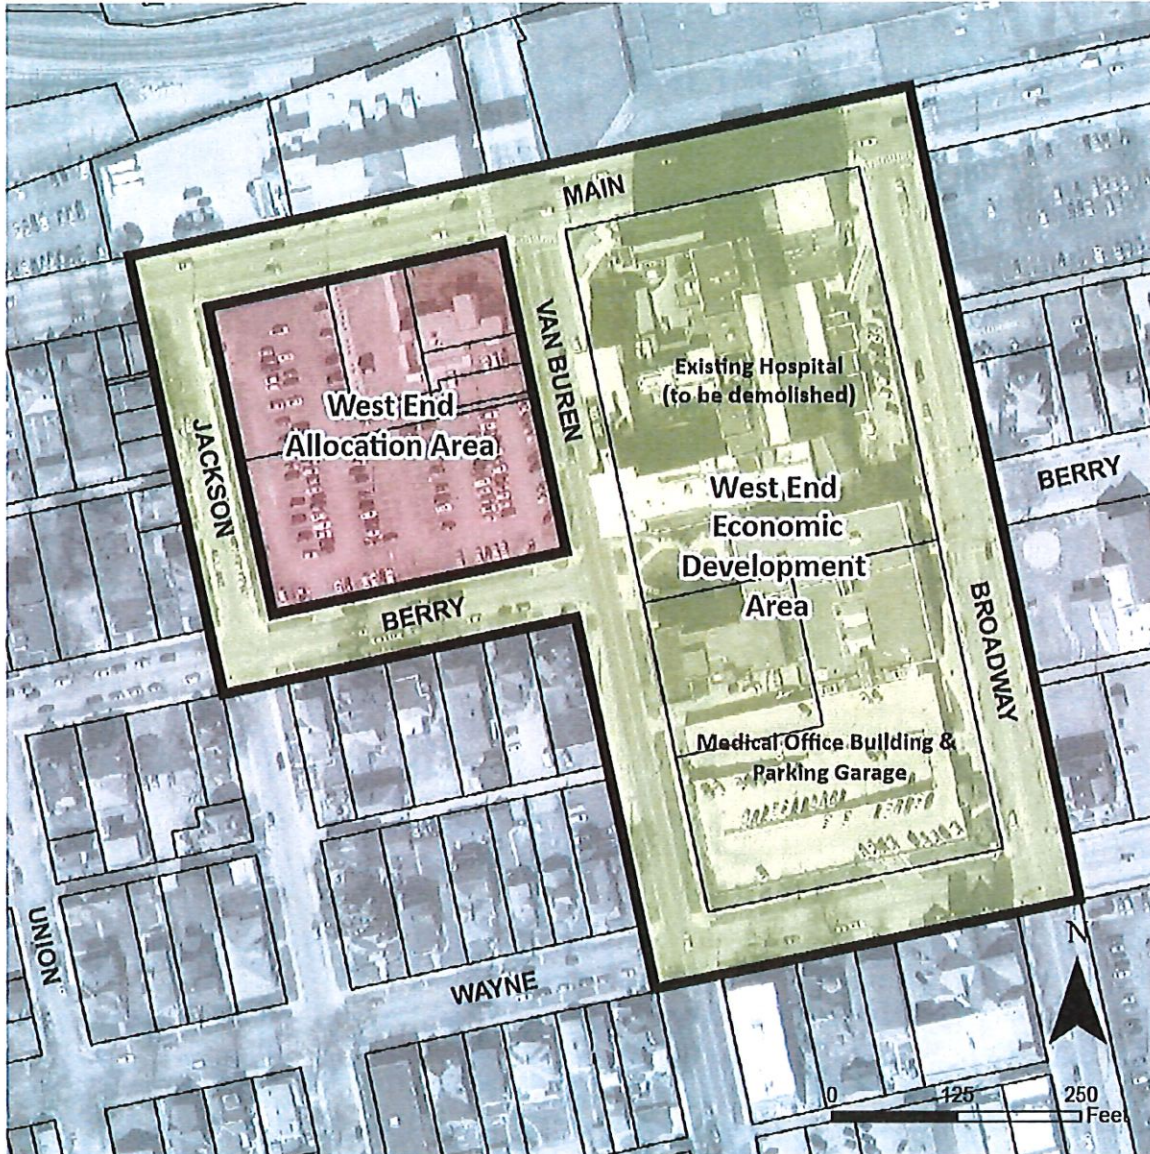 MAIN
VAN BUREN
Existing Hospital
(to be demolished)
West End
Allocation Area
JACKSON
BERRY
West End
Economic
Development
Area
BERRY
BROADWAY
Medical Office Building &
Parking Garage
UNION
WAYNE
N
0 125 250
Feet